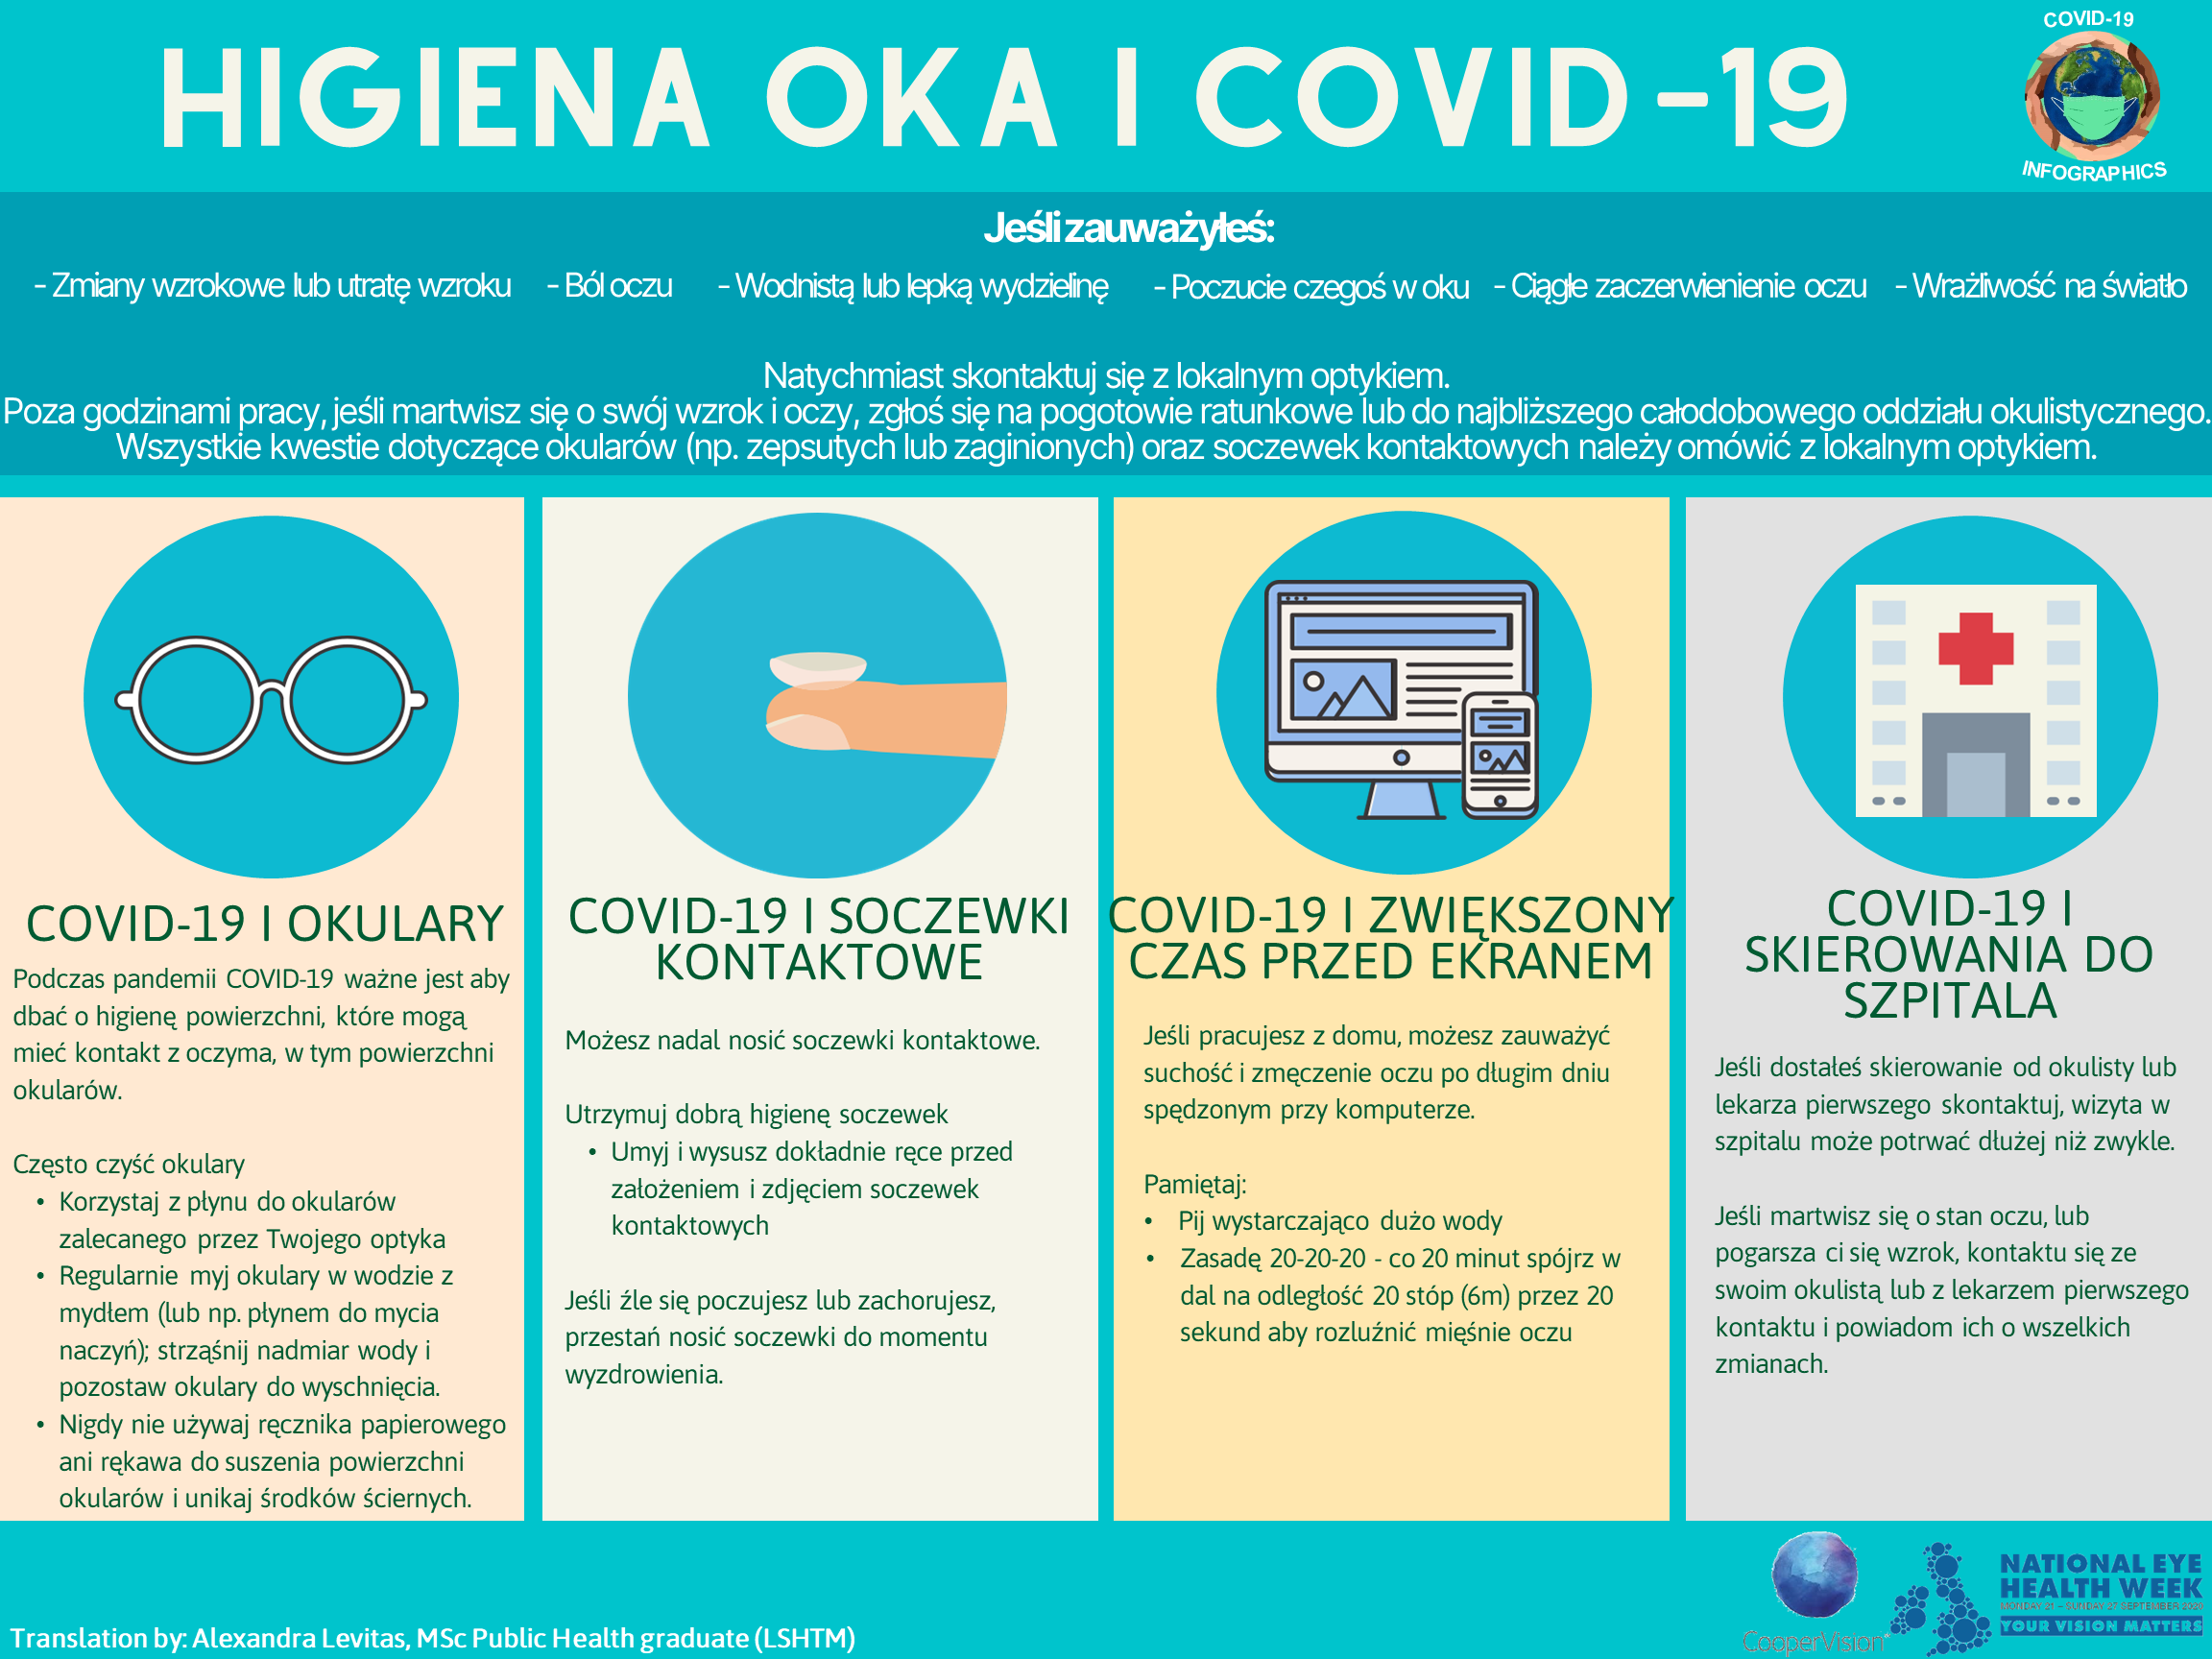 HIGIENA OKA I COVID-19
COVID-19
INFOGRAPHICS
Jeśli zauważyłeś:
- Zmiany wzrokowe lub utratę wzroku - Ból oczu - Wodnistą lub lepką wydzielinę - Poczucie czegoś w oku - Ciągłe zaczerwienienie oczu - Wrażliwość na światło
Natychmiast skontaktuj się z lokalnym optykiem.
Poza godzinami pracy, jeśli martwisz się o swój wzrok i oczy, zgłoś się na pogotowie ratunkowe lub do najbliższego całodobowego oddziału okulistycznego.
Wszystkie kwestie dotyczące okularów (np. zepsutych lub zaginionych) oraz soczewek kontaktowych należy omówić z lokalnym optykiem.
COVID-19 I OKULARY
Podczas pandemii COVID-19 ważne jest aby
dbać o higienę powierzchni, które mogą
mieć kontakt z oczyma, w tym powierzchni
okularów.
Często czyść okulary
• Korzystaj z płynu do okularów
zalecanego przez Twojego optyka
• Regularnie myj okulary w wodzie z
mydłem (lub np. płynem do mycia
naczyń); strząśnij nadmiar wody i
pozostaw okulary do wyschnięcia.
• Nigdy nie używaj ręcznika papierowego
ani rękawa do suszenia powierzchni
okularów i unikaj środków ściernych.
COVID-19 I SOCZEWKI
KONTAKTOWE
Możesz nadal nosić soczewki kontaktowe.
Utrzymuj dobrą higienę soczewek
• Umyj i wysusz dokładnie ręce przed
założeniem i zdjęciem soczewek
kontaktowych
Jeśli źle się poczujesz lub zachorujesz,
przestań nosić soczewki do momentu
wyzdrowienia.
COVID-19 I ZWIĘKSZONY
CZAS PRZED EKRANEM
Jeśli pracujesz z domu, możesz zauważyć
suchość i zmęczenie oczu po długim dniu
spędzonym przy komputerze.
Pamiętaj:
• Pij wystarczająco dużo wody
• Zasadę 20-20-20 - co 20 minut spójrz w
dal na odległość 20 stóp (6m) przez 20
sekund aby rozluźnić mięśnie oczu
COVID-19 I
SKIEROWANIA DO
SZPITALA
Jeśli dostałeś skierowanie od okulisty lub
lekarza pierwszego skontaktuj, wizyta w
szpitalu może potrwać dłużej niż zwykle.
Jeśli martwisz się o stan oczu, lub
pogarsza ci się wzrok, kontaktu się ze
swoim okulistą lub z lekarzem pierwszego
kontaktu i powiadom ich o wszelkich
zmianach.
Translation by: Alexandra Levitas, MSc Public Health graduate (LSHTM)
CooperVision
NATIONAL EYE
HEALTH WEEK
MONDAY 21 – SUNDAY 27 SEPTEMBER 2020
YOUR VISION MATTERS